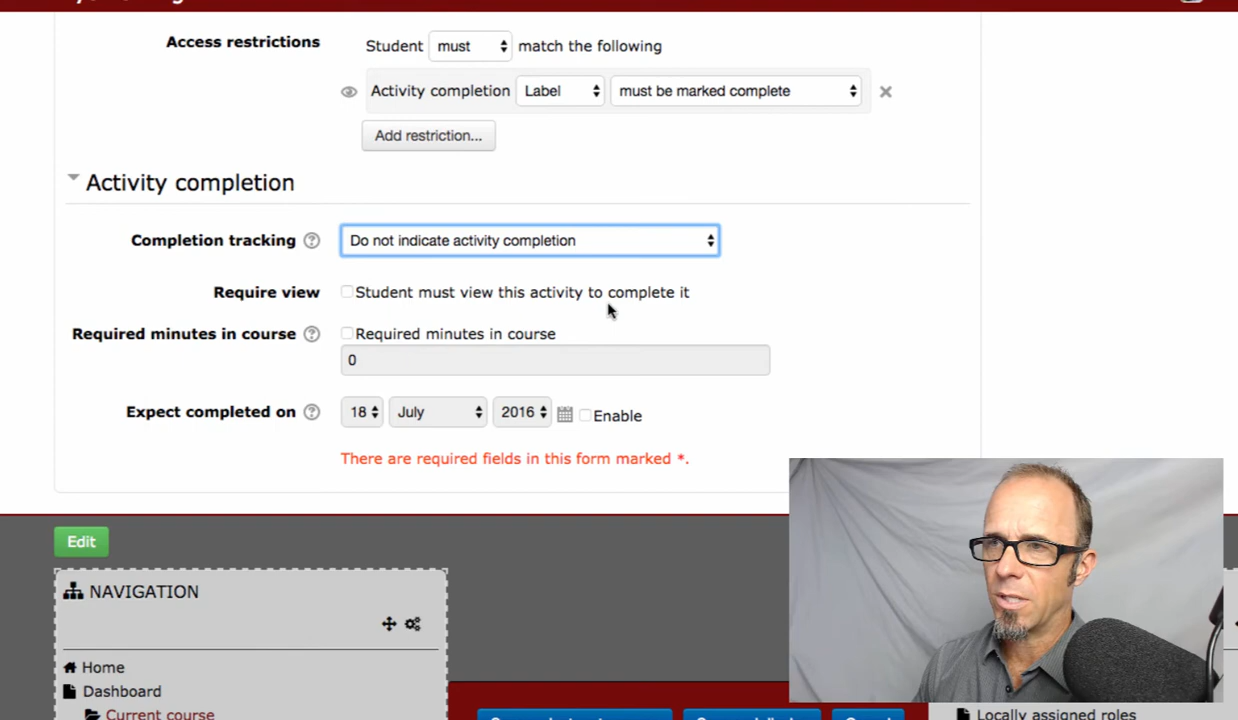 Access restrictions
Student must match the following
Activity completion Label must be marked complete
Add restriction...
Activity completion
Completion tracking Do not indicate activity completion
Require view Student must view this activity to complete it
Required minutes in course Required minutes in course
0
Expect completed on 18 July 2016 Enable
There are required fields in this form marked *.
Edit
NAVIGATION
Home
Dashboard
Current course
Locally assigned roles